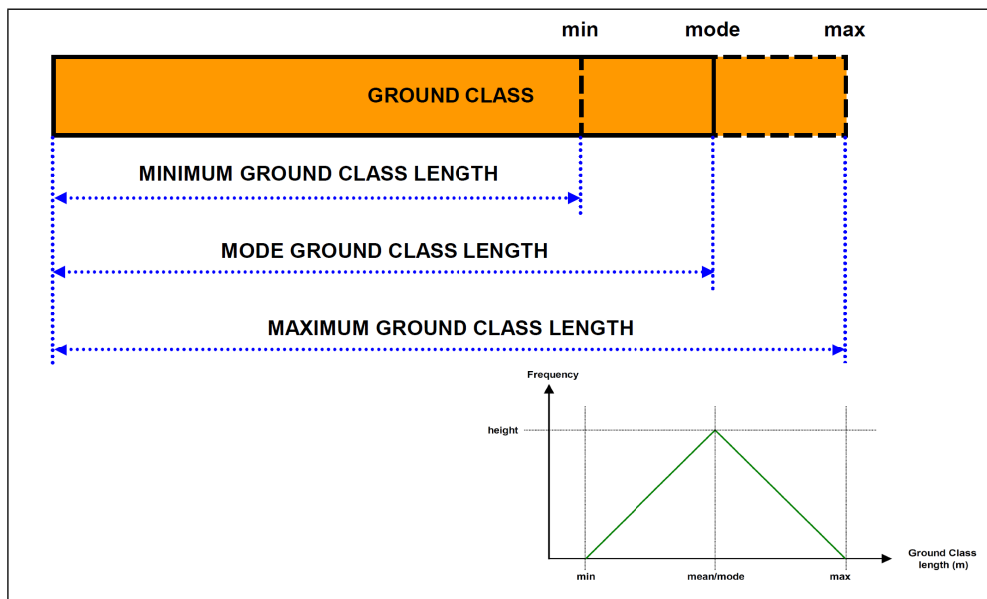 min mode max
GROUND CLASS
MINIMUM GROUND CLASS LENGTH
MODE GROUND CLASS LENGTH
MAXIMUM GROUND CLASS LENGTH
Frequency
height
Ground Class
length (m)
min mean/mode max